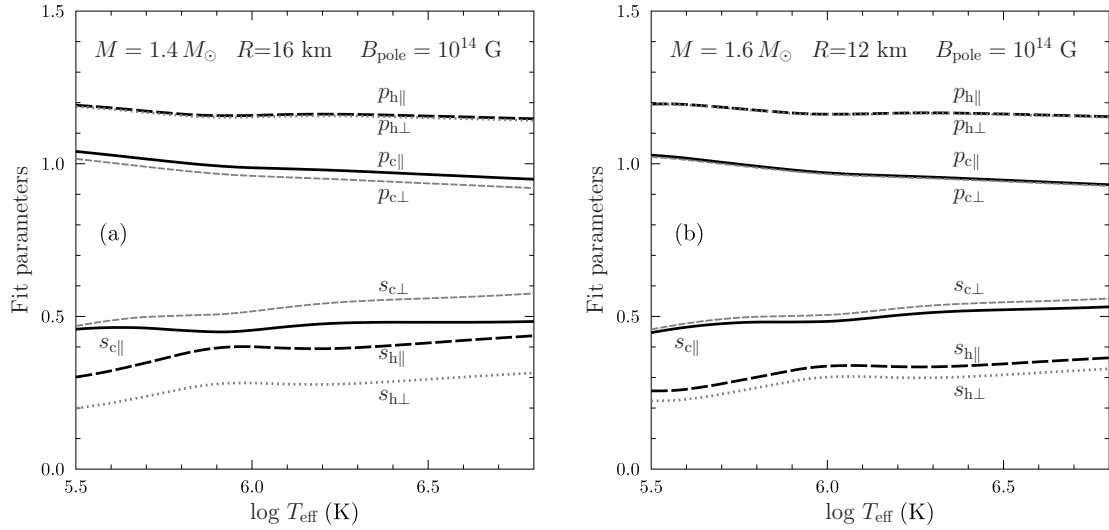 M = 1.4 M☉ R=16 km B_pole = 10^14 G
p_h∥
p_h⊥
p_c∥
p_c⊥
(a)
s_c⊥
s_c∥
s_h∥
s_h⊥
Fit parameters
1.5
1.0
0.5
0.0
5.5 6.0 6.5
log T_eff (K)
M = 1.6 M☉ R=12 km B_pole = 10^14 G
p_h∥
p_h⊥
p_c∥
p_c⊥
(b)
s_c⊥
s_c∥
s_h∥
s_h⊥
Fit parameters
1.5
1.0
0.5
0.0
5.5 6.0 6.5
log T_eff (K)